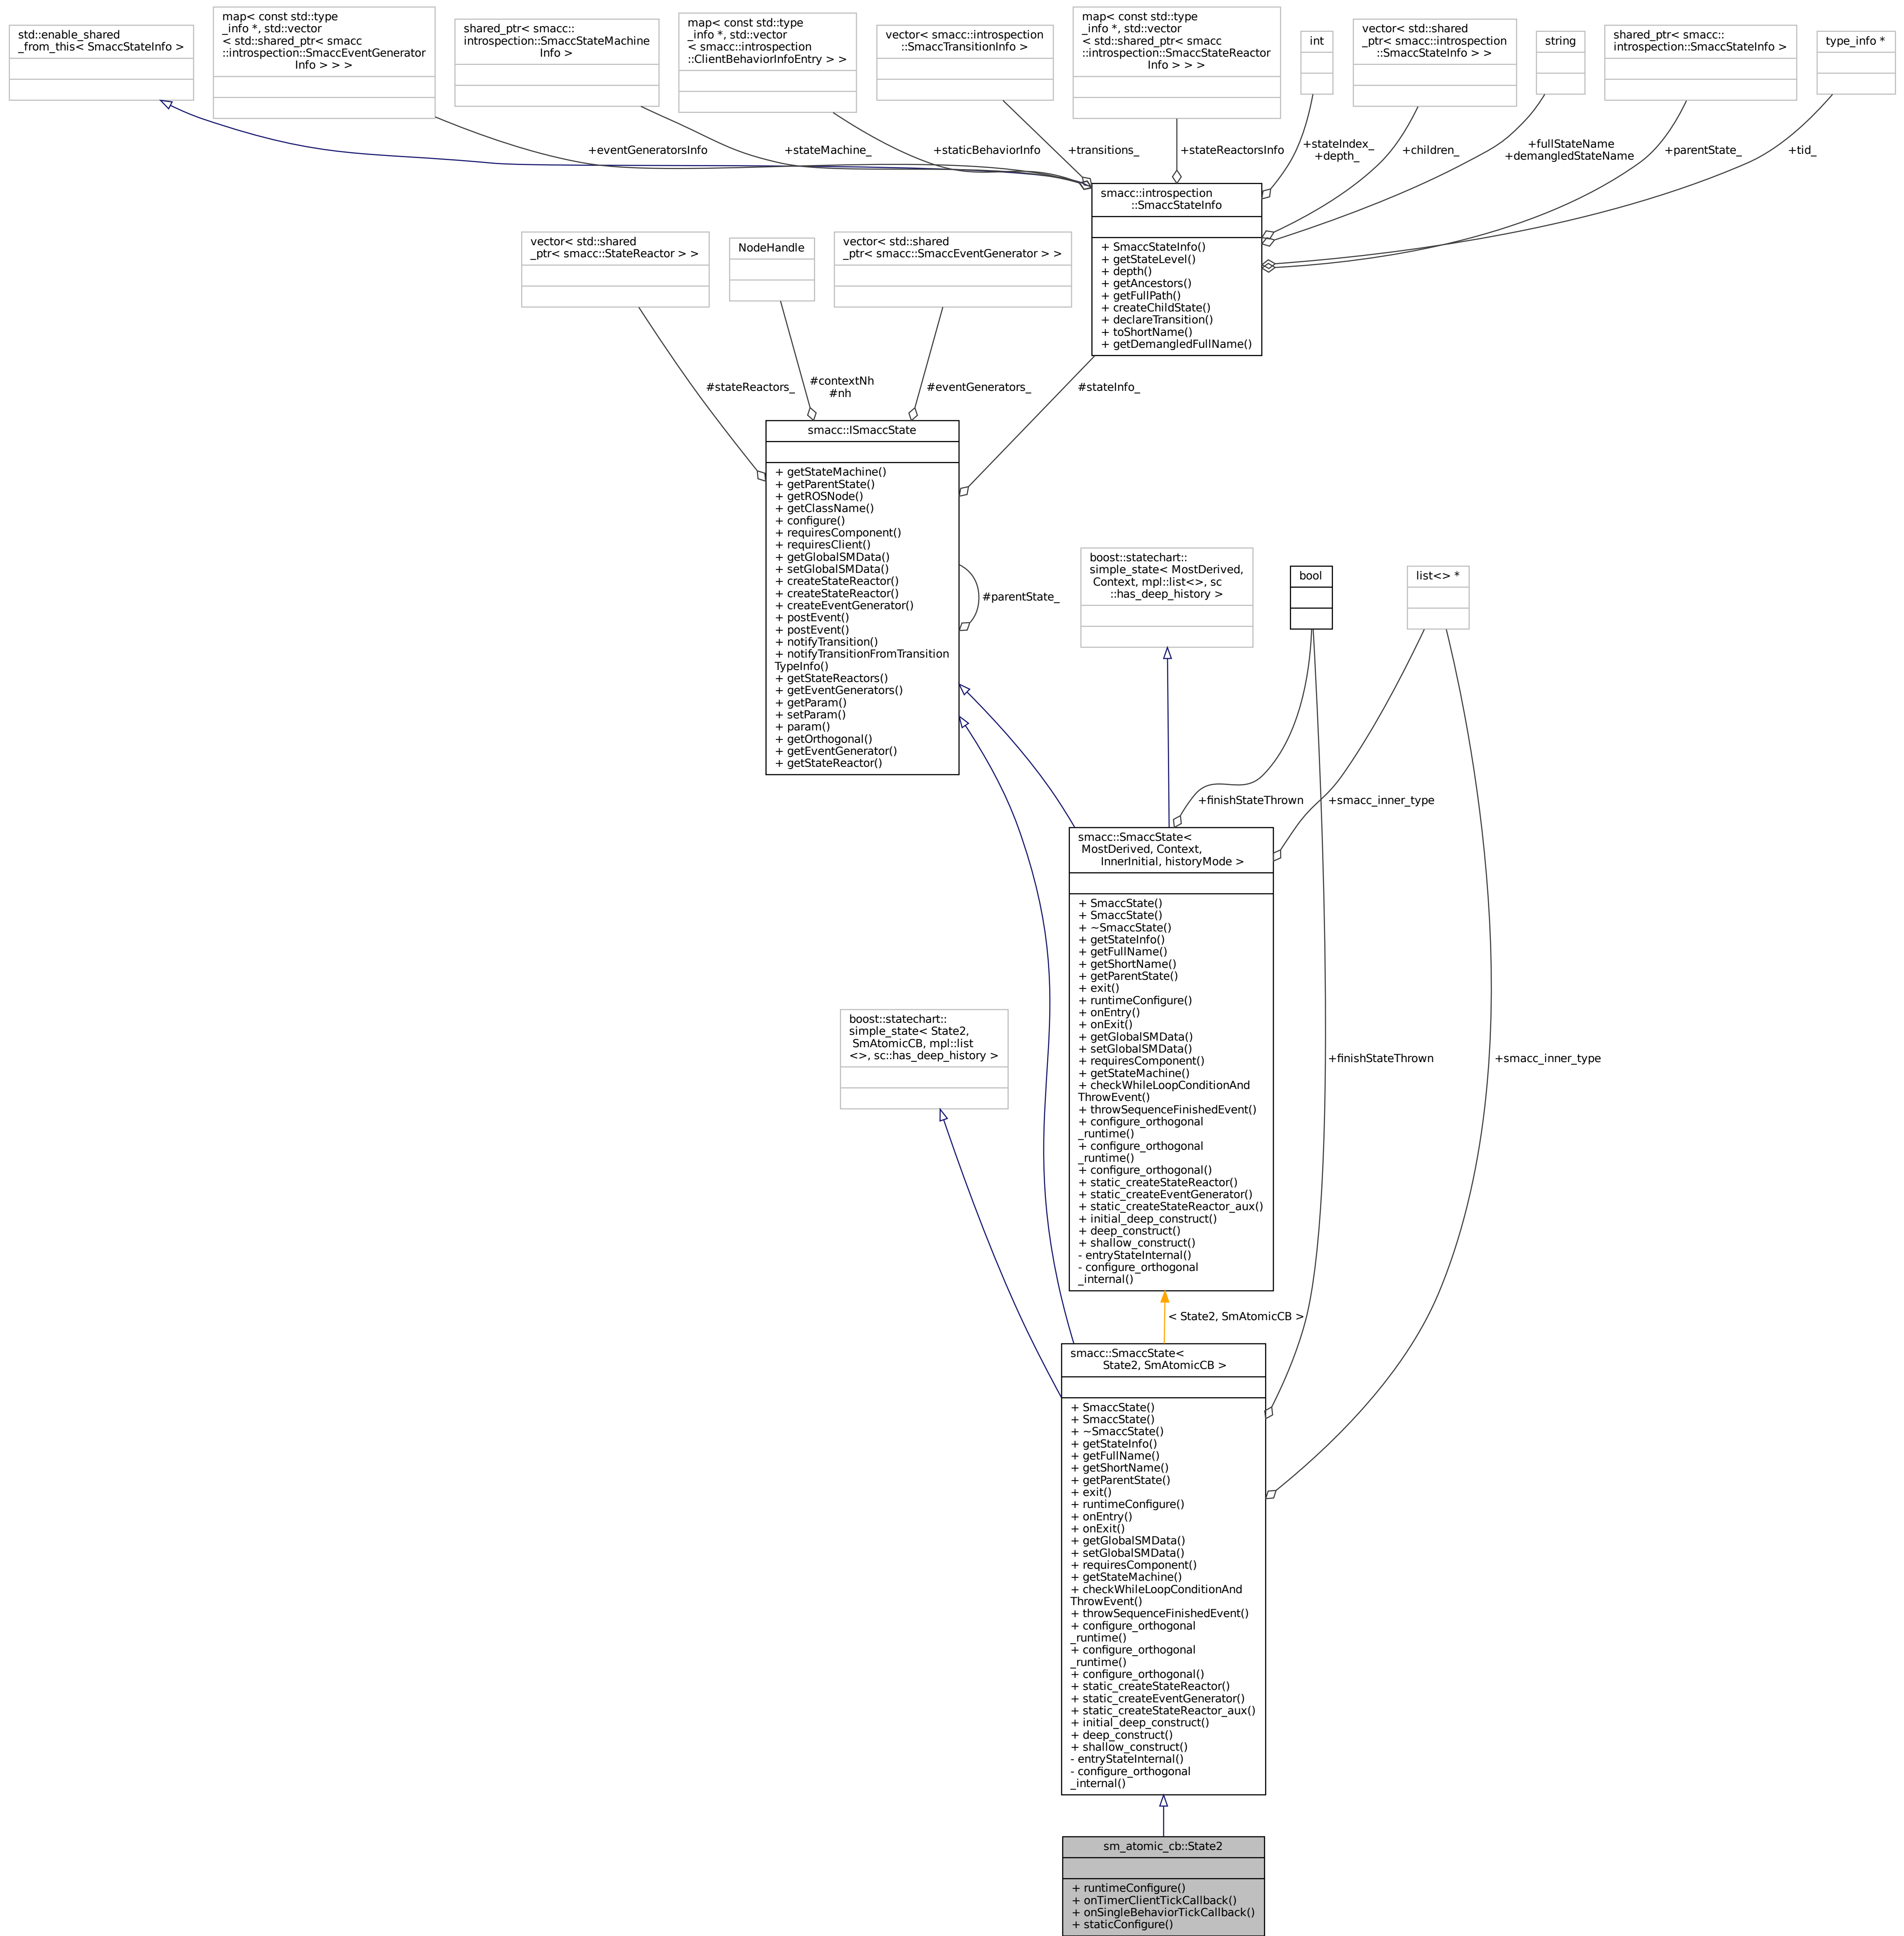 std::enable_shared
_from_this< SmaccStateInfo >
map< const std::type
_info *, std::vector
< std::shared_ptr< smacc
::introspection::SmaccEventGenerator
Info > > >
shared_ptr< smacc::
introspection::SmaccStateMachine
Info >
map< const std::type
_info *, std::vector
< smacc::introspection
::ClientBehaviorInfoEntry > >
vector< smacc::introspection
::SmaccTransitionInfo >
map< const std::type
_info *, std::vector
< std::shared_ptr< smacc
::introspection::SmaccStateReactor
Info > > >
int
vector< std::shared
_ptr< smacc::introspection
::SmaccStateInfo > >
string
shared_ptr< smacc::
introspection::SmaccStateInfo >
type_info *
+eventGeneratorsInfo
+stateMachine_
+staticBehaviorInfo
+transitions_
+stateReactorsInfo
+stateIndex_
+depth_
+children_
+fullStateName
+demangledStateName
+parentState_
+tid_
smacc::introspection
::SmaccStateInfo
+ SmaccStateInfo()
+ getStateLevel()
+ depth()
+ getAncestors()
+ getFullPath()
+ createChildState()
+ declareTransition()
+ toShortName()
+ getDemangledFullName()
vector< std::shared
_ptr< smacc::StateReactor > >
NodeHandle
vector< std::shared
_ptr< smacc::SmaccEventGenerator > >
#stateReactors_
#contextNh
#nh
#eventGenerators_
#stateInfo_
smacc::ISmaccState
+ getStateMachine()
+ getParentState()
+ getROSNode()
+ getClassName()
+ configure()
+ requiresComponent()
+ requiresClient()
+ getGlobalSMData()
+ setGlobalSMData()
+ createStateReactor()
+ createStateReactor()
+ createEventGenerator()
+ postEvent()
+ postEvent()
+ notifyTransition()
+ notifyTransitionFromTransition
TypeInfo()
+ getStateReactors()
+ getEventGenerators()
+ getParam()
+ setParam()
+ param()
+ getOrthogonal()
+ getEventGenerator()
+ getStateReactor()
#parentState_
boost::statechart::
simple_state< MostDerived,
Context, mpl::list<>, sc
::has_deep_history >
bool
list<> *
+finishStateThrown
+smacc_inner_type
smacc::SmaccState<
MostDerived, Context,
InnerInitial, historyMode >
+ SmaccState()
+ SmaccState()
+ ~SmaccState()
+ getStateInfo()
+ getFullName()
+ getShortName()
+ getParentState()
+ exit()
+ runtimeConfigure()
+ onEntry()
+ onExit()
+ getGlobalSMData()
+ setGlobalSMData()
+ requiresComponent()
+ getStateMachine()
+ checkWhileLoopConditionAnd
ThrowEvent()
+ throwSequenceFinishedEvent()
+ configure_orthogonal
_runtime()
+ configure_orthogonal
_runtime()
+ configure_orthogonal()
+ static_createStateReactor()
+ static_createEventGenerator()
+ static_createStateReactor_aux()
+ initial_deep_construct()
+ deep_construct()
+ shallow_construct()
- entryStateInternal()
- configure_orthogonal
_internal()
boost::statechart::
simple_state< State2,
SmAtomicCB, mpl::list
<>, sc::has_deep_history >
+finishStateThrown
+smacc_inner_type
< State2, SmAtomicCB >
smacc::SmaccState<
State2, SmAtomicCB >
+ SmaccState()
+ SmaccState()
+ ~SmaccState()
+ getStateInfo()
+ getFullName()
+ getShortName()
+ getParentState()
+ exit()
+ runtimeConfigure()
+ onEntry()
+ onExit()
+ getGlobalSMData()
+ setGlobalSMData()
+ requiresComponent()
+ getStateMachine()
+ checkWhileLoopConditionAnd
ThrowEvent()
+ throwSequenceFinishedEvent()
+ configure_orthogonal
_runtime()
+ configure_orthogonal
_runtime()
+ configure_orthogonal()
+ static_createStateReactor()
+ static_createEventGenerator()
+ static_createStateReactor_aux()
+ initial_deep_construct()
+ deep_construct()
+ shallow_construct()
- entryStateInternal()
- configure_orthogonal
_internal()
sm_atomic_cb::State2
+ runtimeConfigure()
+ onTimerClientTickCallback()
+ onSingleBehaviorTickCallback()
+ staticConfigure()